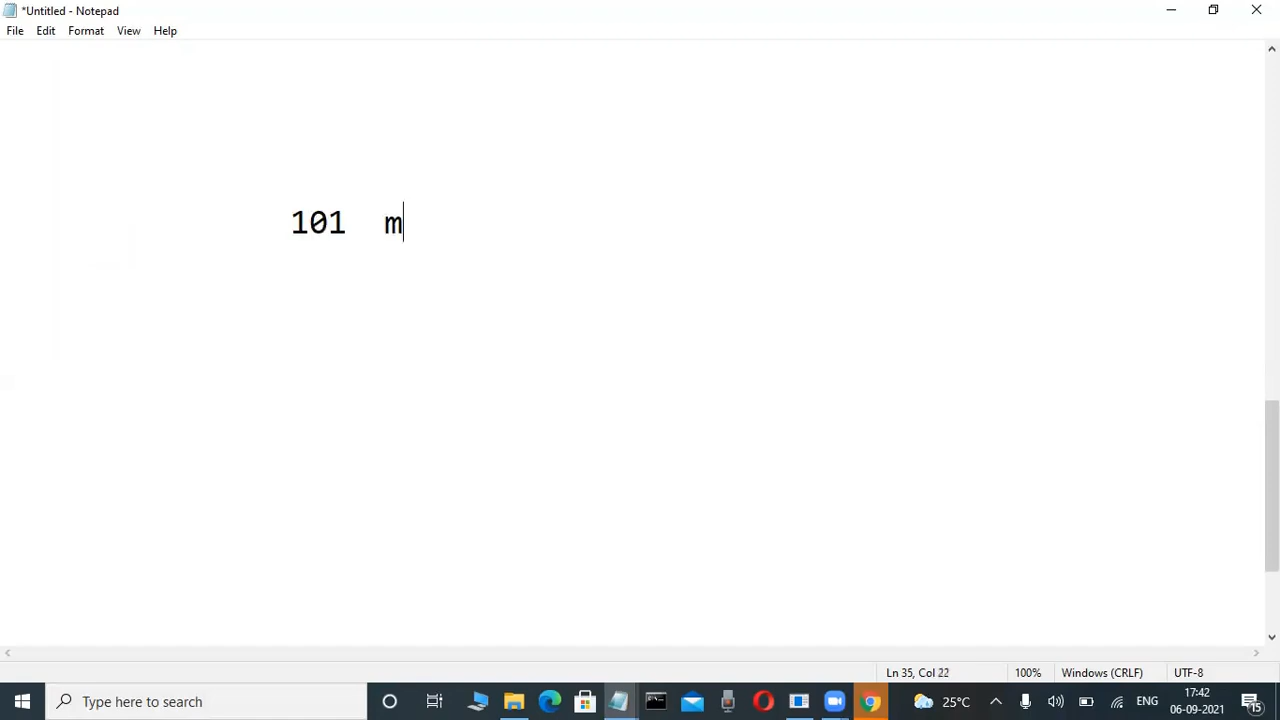 *Untitled - Notepad
File Edit Format View Help
101 m
Ln 35, Col 22 100% Windows (CRLF) UTF-8
Type here to search
25°C
ENG
17:42
06-09-2021
15